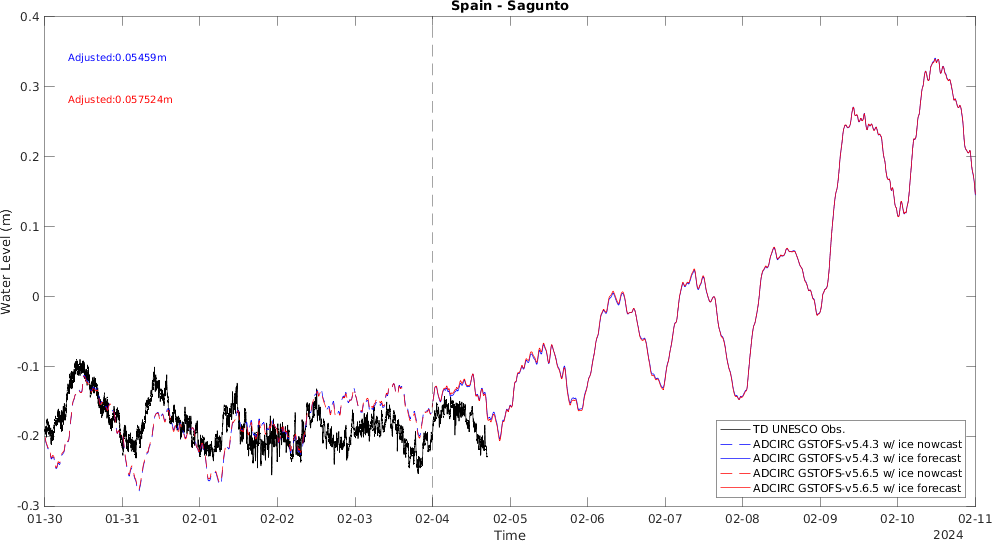 Spain - Sagunto
Adjusted:0.05459m
Adjusted:0.057524m
Water Level (m)
0.4
0.3
0.2
0.1
0
-0.1
-0.2
-0.3
TD UNESCO Obs.
ADCIRC GSTOFS-v5.4.3 w/ ice nowcast
ADCIRC GSTOFS-v5.4.3 w/ ice forecast
ADCIRC GSTOFS-v5.6.5 w/ ice nowcast
ADCIRC GSTOFS-v5.6.5 w/ ice forecast
01-30 01-31 02-01 02-02 02-03 02-04 02-05 02-06 02-07 02-08 02-09 02-10 02-11
Time
2024